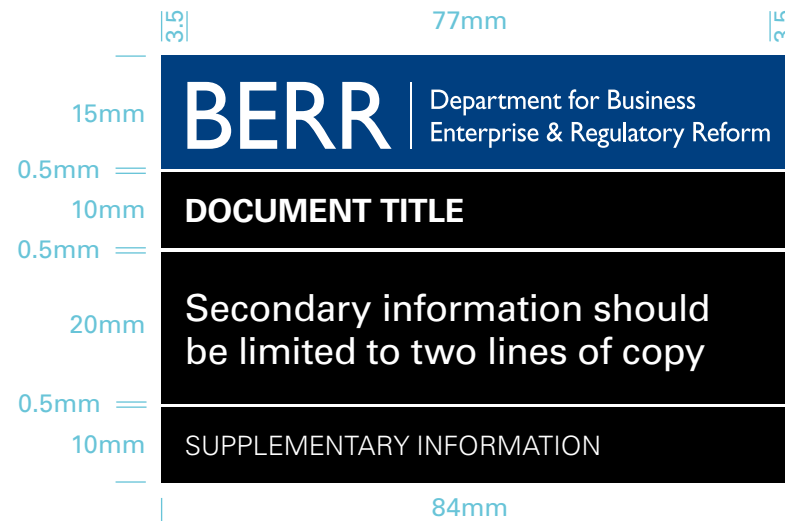 3.5
77mm
3.5
15mm
BERR
Department for Business
Enterprise & Regulatory Reform
0.5mm
10mm
DOCUMENT TITLE
0.5mm
20mm
Secondary information should
be limited to two lines of copy
0.5mm
10mm
SUPPLEMENTARY INFORMATION
84mm